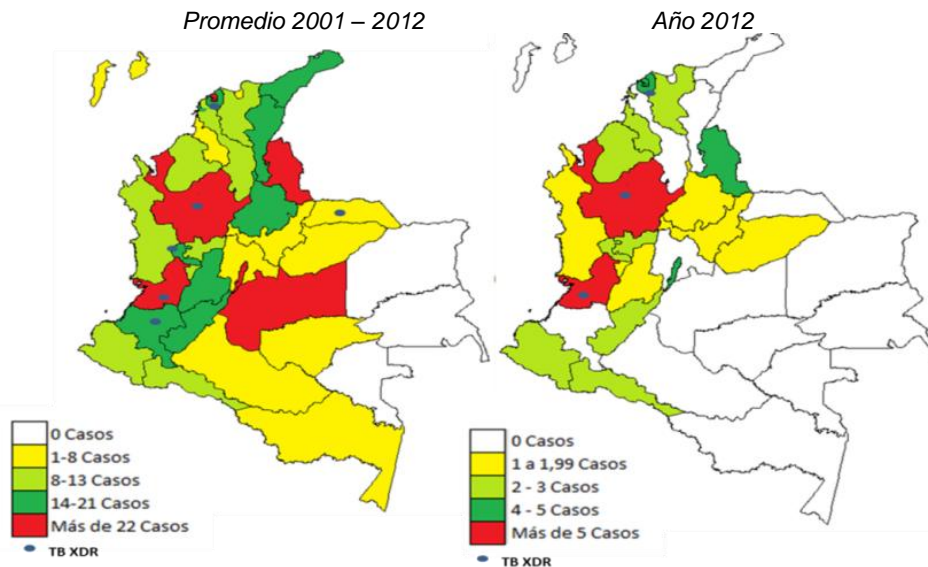 Promedio 2001 – 2012
Año 2012
0 Casos
1-8 Casos
8-13 Casos
14-21 Casos
Más de 22 Casos
TB XDR
0 Casos
1 a 1,99 Casos
2 - 3 Casos
4 - 5 Casos
Más de 5 Casos
TB XDR